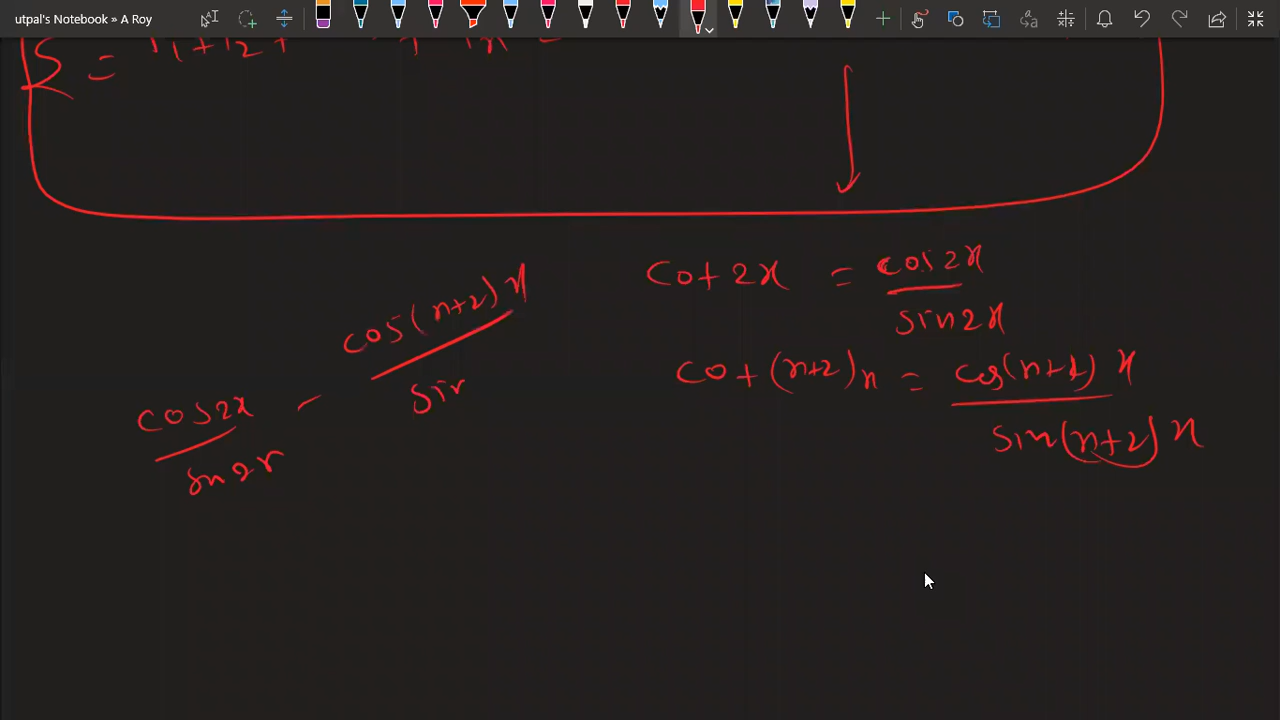 utpal's Notebook » A Roy
S =
cot 2x = cos 2x / sin 2x
cos 2x / sin 2x - cos(n+2)x / sin
cot (n+2)x = cos(n+2)x / sin(n+2)x